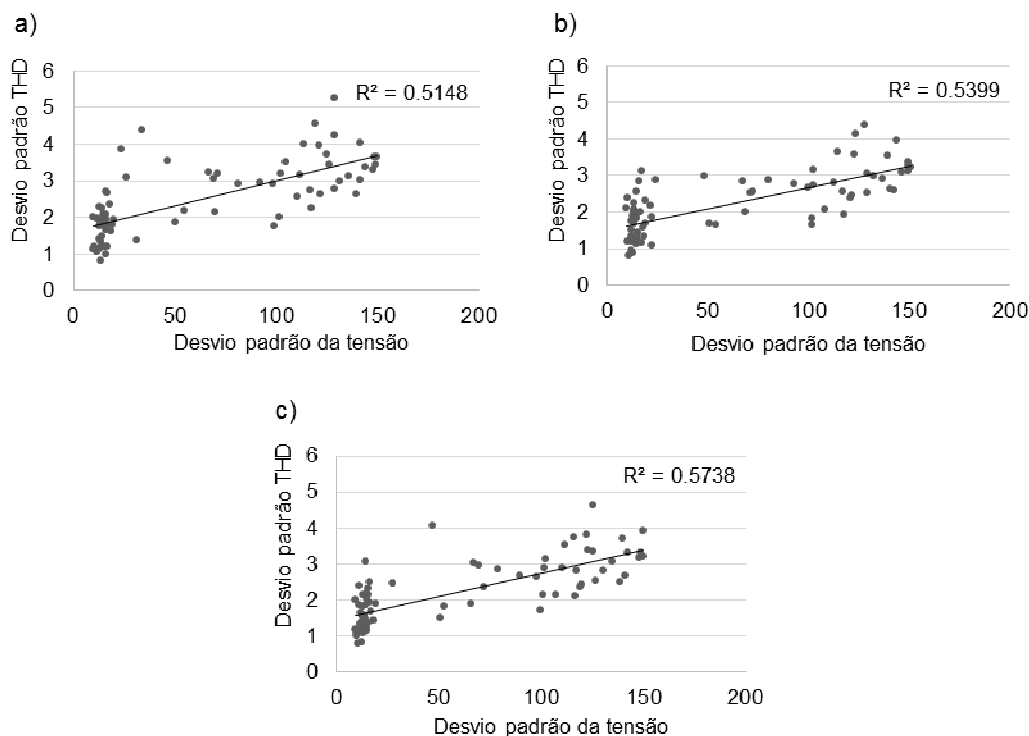 a)
Desvio padrão THD
6
5
4
3
2
1
0
R² = 0.5148
0 50 100 150 200
Desvio padrão da tensão
b)
Desvio padrão THD
6
5
4
3
2
1
0
R² = 0.5399
0 50 100 150 200
Desvio padrão da tensão
c)
Desvio padrão THD
6
5
4
3
2
1
0
R² = 0.5738
0 50 100 150 200
Desvio padrão da tensão